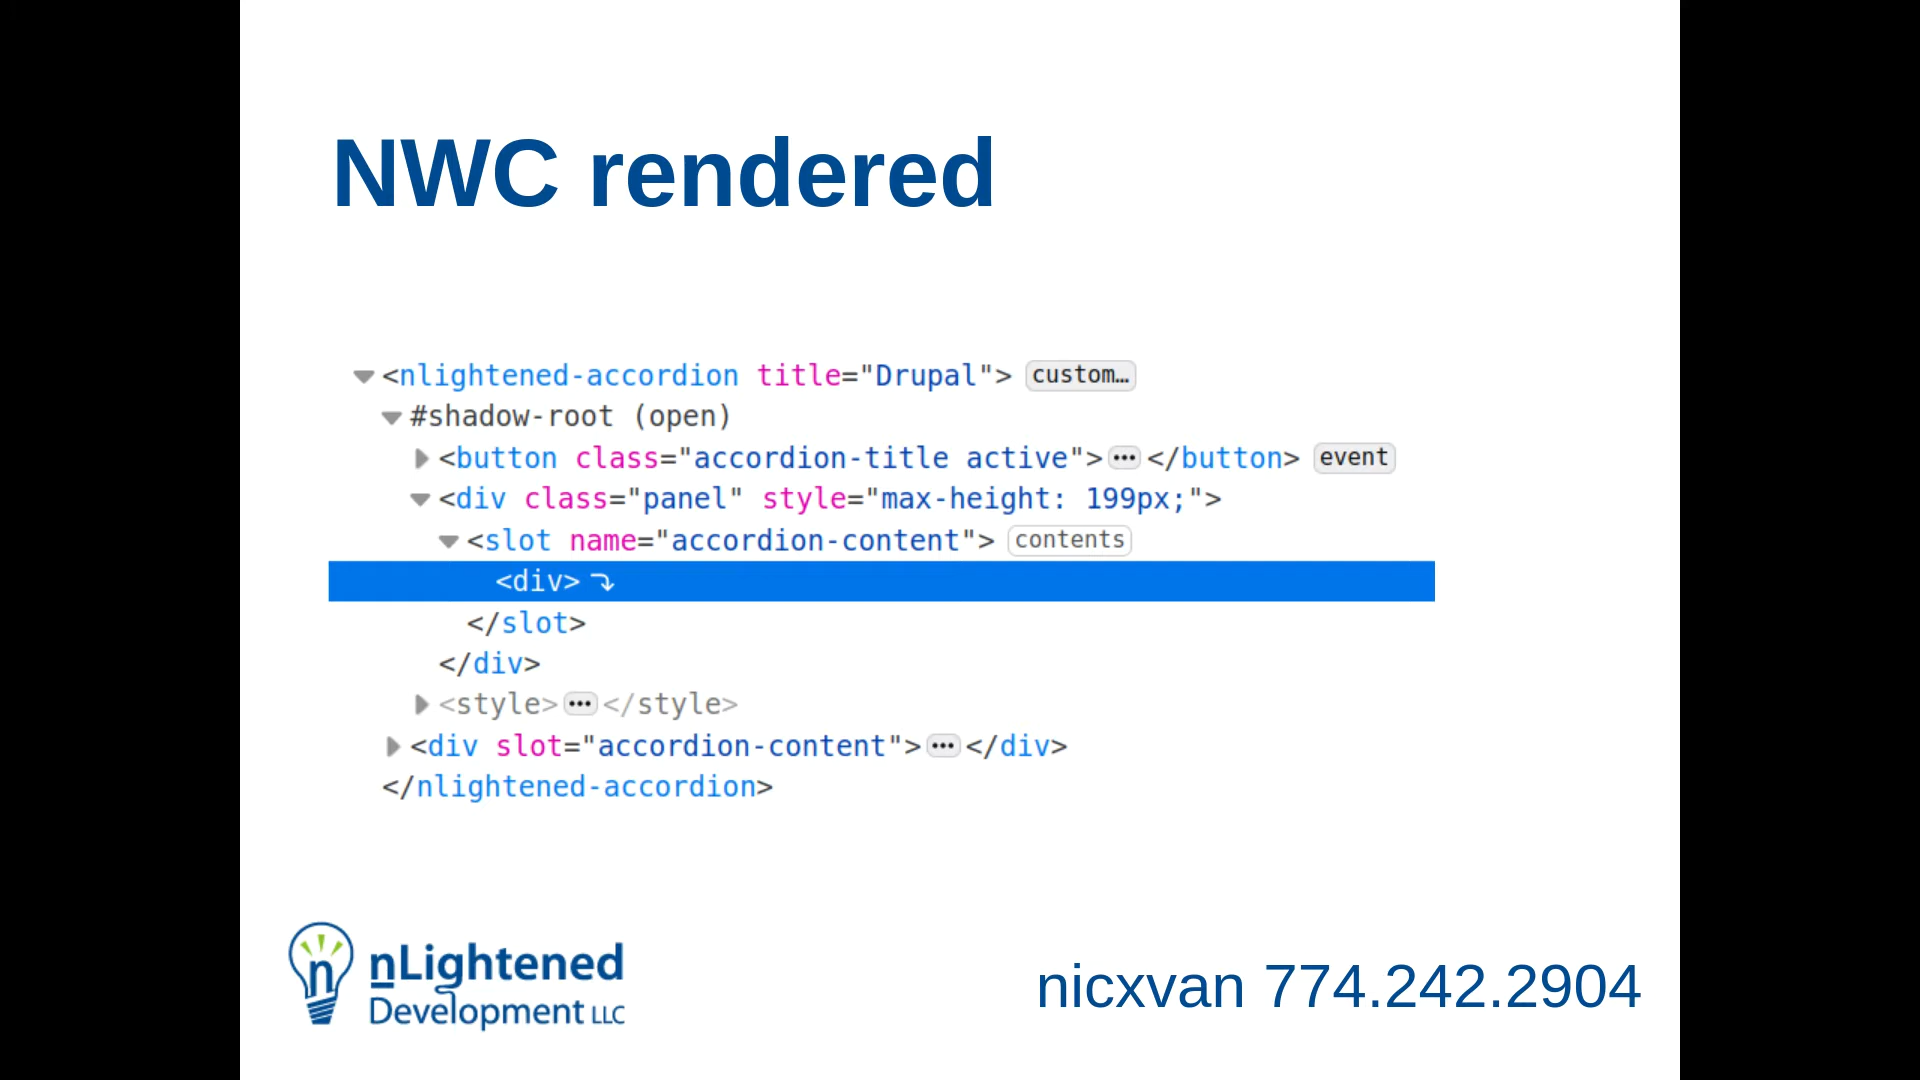 NWC rendered
<nlightened-accordion title="Drupal"> custom…
#shadow-root (open)
<button class="accordion-title active"> ••• </button> event
<div class="panel" style="max-height: 199px;">
<slot name="accordion-content"> contents
<div>
</slot>
</div>
<style> ••• </style>
<div slot="accordion-content"> ••• </div>
</nlightened-accordion>
n nLightened
Development LLC
nicxvan 774.242.2904